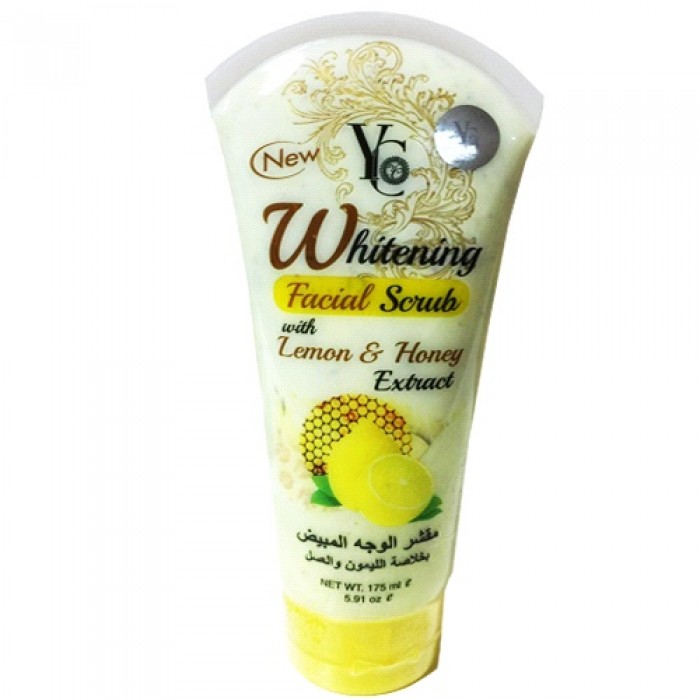 New
YC
Whitening
Facial Scrub
with
Lemon & Honey
Extract
مقشر الوجه المبيض
بخلاصة الليمون والصل
NET WT. 175 ml ℮
5.91 oz ℮